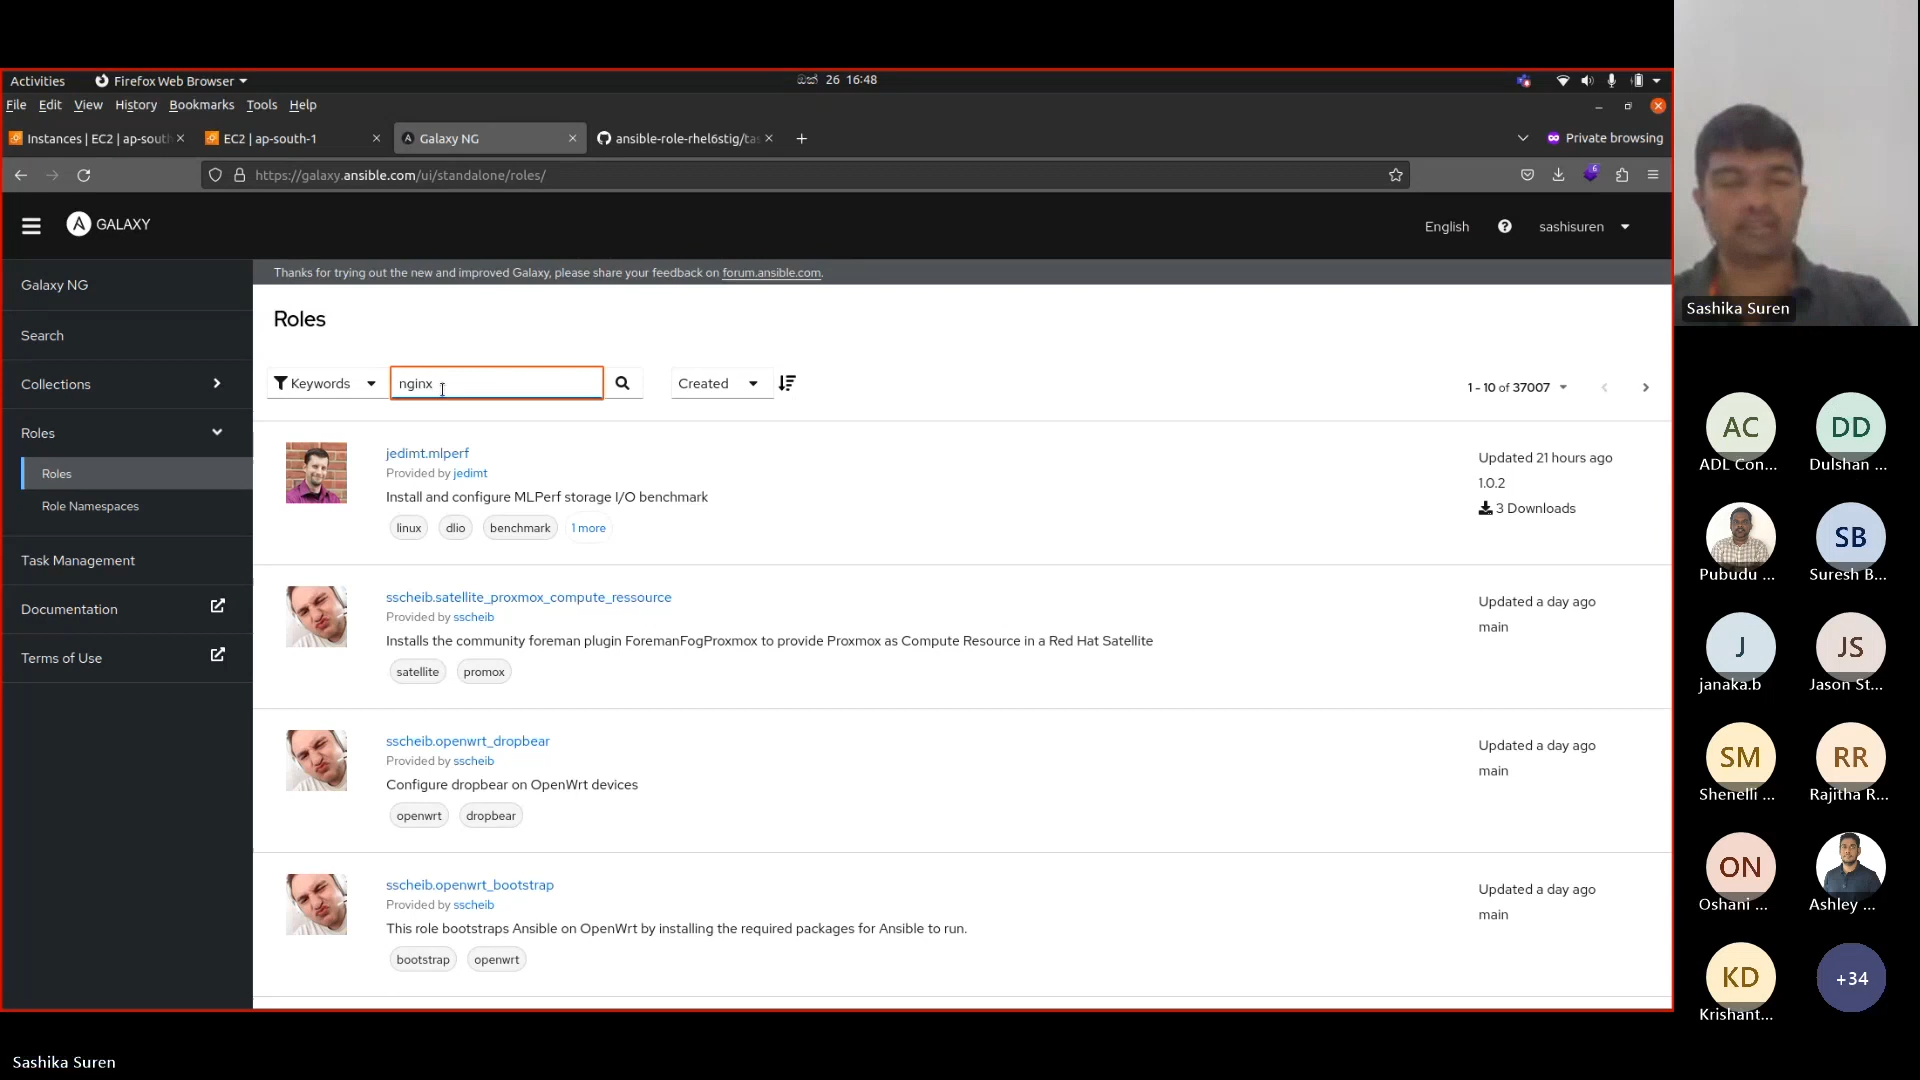 Activities
Firefox Web Browser
ඔක් 26 16:48
File Edit View History Bookmarks Tools Help
Instances | EC2 | ap-sout
EC2 | ap-south-1
Galaxy NG
ansible-role-rhel6stig/ta
Private browsing
https://galaxy.ansible.com/ui/standalone/roles/
6
A GALAXY
English
sashisuren
Thanks for trying out the new and improved Galaxy, please share your feedback on forum.ansible.com.
Galaxy NG
Search
Collections
Roles
Roles
Role Namespaces
Task Management
Documentation
Terms of Use
Roles
Keywords
nginx
Created
1 - 10 of 37007
jedimt.mlperf
Provided by jedimt
Install and configure MLPerf storage I/O benchmark
linux dlio benchmark 1 more
Updated 21 hours ago
1.0.2
3 Downloads
sscheib.satellite_proxmox_compute_ressource
Provided by sscheib
Installs the community foreman plugin ForemanFogProxmox to provide Proxmox as Compute Resource in a Red Hat Satellite
satellite promox
Updated a day ago
main
sscheib.openwrt_dropbear
Provided by sscheib
Configure dropbear on OpenWrt devices
openwrt dropbear
Updated a day ago
main
sscheib.openwrt_bootstrap
Provided by sscheib
This role bootstraps Ansible on OpenWrt by installing the required packages for Ansible to run.
bootstrap openwrt
Updated a day ago
main
Sashika Suren
AC DD
ADL Con... Dulshan ...
SB
Pubudu ... Suresh B...
J JS
janaka.b Jason St...
SM RR
Shenelli ... Rajitha R...
ON
Oshani ... Ashley ...
KD +34
Krishant...
Sashika Suren